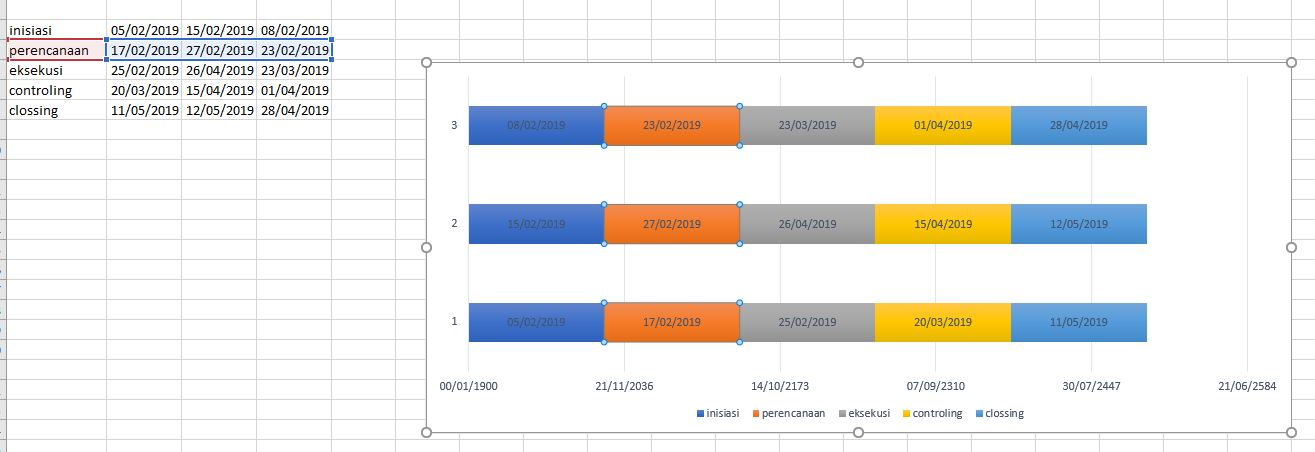 inisiasi 05/02/2019 15/02/2019 08/02/2019
perencanaan 17/02/2019 27/02/2019 23/02/2019
eksekusi 25/02/2019 26/04/2019 23/03/2019
controling 20/03/2019 15/04/2019 01/04/2019
clossing 11/05/2019 12/05/2019 28/04/2019
3 08/02/2019 23/02/2019 23/03/2019 01/04/2019 28/04/2019
2 15/02/2019 27/02/2019 26/04/2019 15/04/2019 12/05/2019
1 05/02/2019 17/02/2019 25/02/2019 20/03/2019 11/05/2019
00/01/1900 21/11/2036 14/10/2173 07/09/2310 30/07/2447 21/06/2584
inisiasi perencanaan eksekusi controling clossing